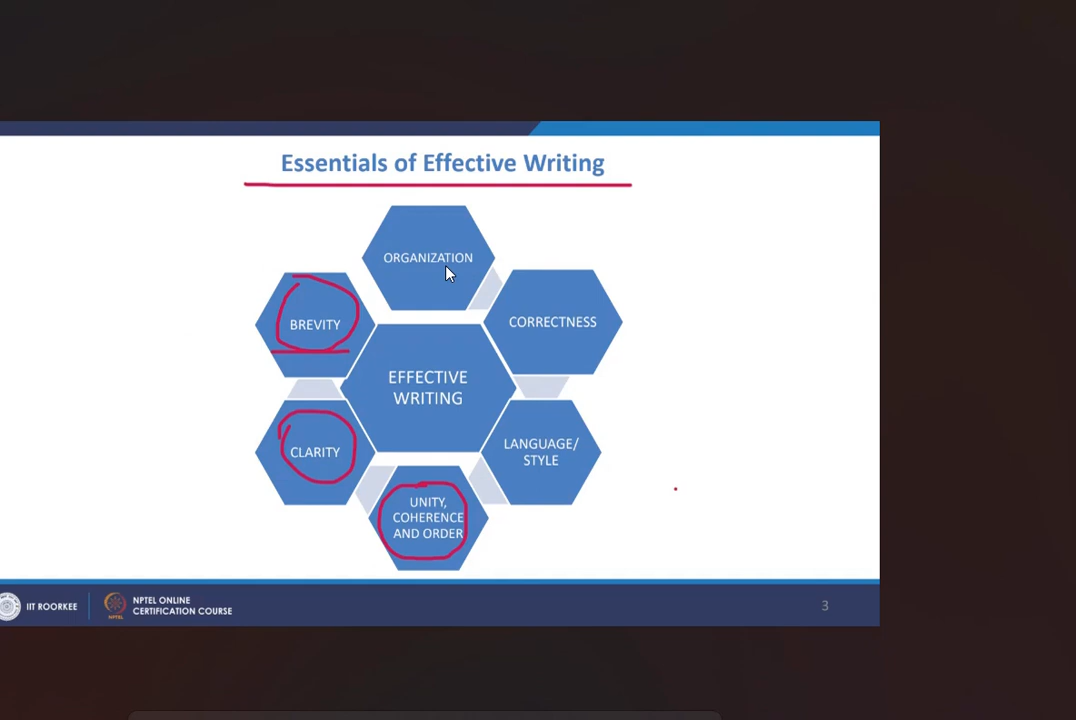 Essentials of Effective Writing
ORGANIZATION
BREVITY
CORRECTNESS
EFFECTIVE
WRITING
CLARITY
LANGUAGE/
STYLE
UNITY,
COHERENCE
AND ORDER
IIT ROORKEE
NPTEL
NPTEL ONLINE
CERTIFICATION COURSE
3